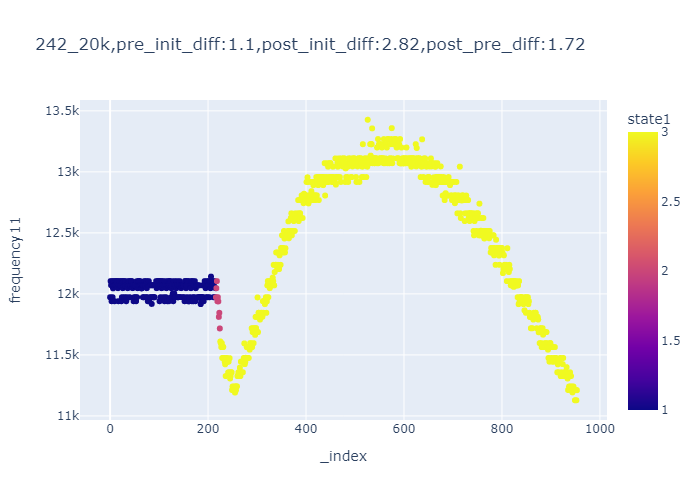 242_20k,pre_init_diff:1.1,post_init_diff:2.82,post_pre_diff:1.72
state1
13.5k
13k
12.5k
12k
11.5k
11k
frequency11
0
200
400
600
800
1000
_index
3
2.5
2
1.5
1